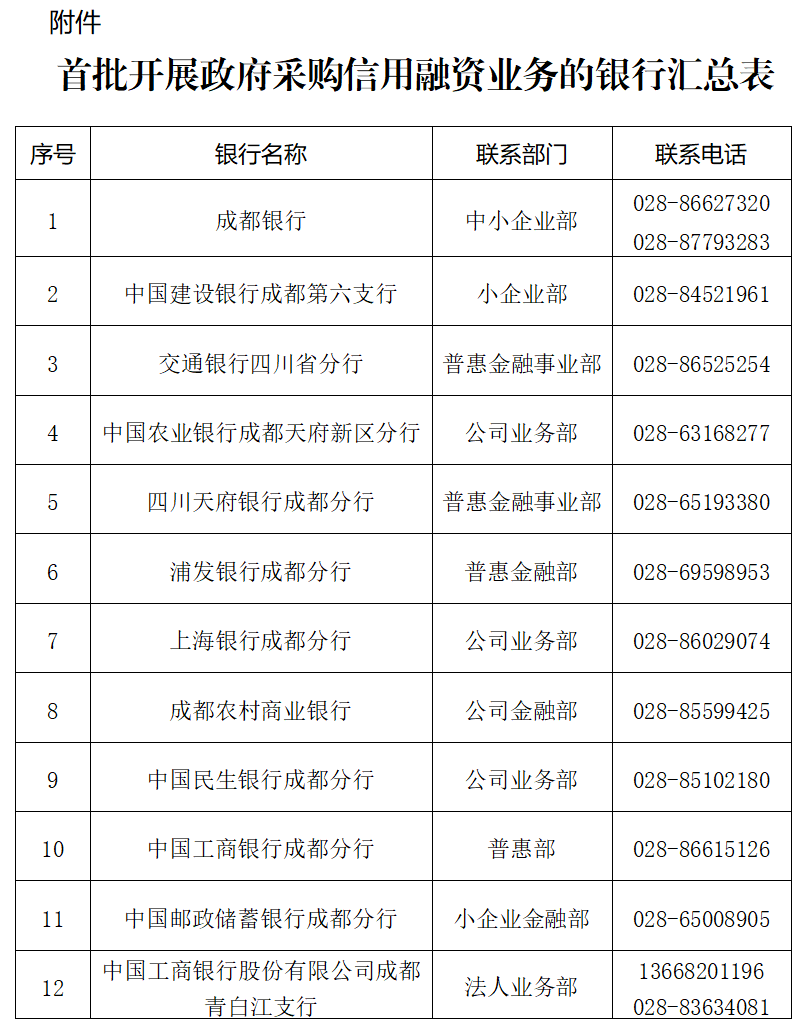 附件
首批开展政府采购信用融资业务的银行汇总表
序号 银行名称 联系部门 联系电话
1 成都银行 中小企业部 028-86627320
028-87793283
2 中国建设银行成都第六支行 小企业部 028-84521961
3 交通银行四川省分行 普惠金融事业部 028-86525254
4 中国农业银行成都天府新区分行 公司业务部 028-63168277
5 四川天府银行成都分行 普惠金融事业部 028-65193380
6 浦发银行成都分行 普惠金融部 028-69598953
7 上海银行成都分行 公司业务部 028-86029074
8 成都农村商业银行 公司金融部 028-85599425
9 中国民生银行成都分行 公司业务部 028-85102180
10 中国工商银行成都分行 普惠部 028-86615126
11 中国邮政储蓄银行成都分行 小企业金融部 028-65008905
12 中国工商银行股份有限公司成都
青白江支行 法人业务部 13668201196
028-83634081